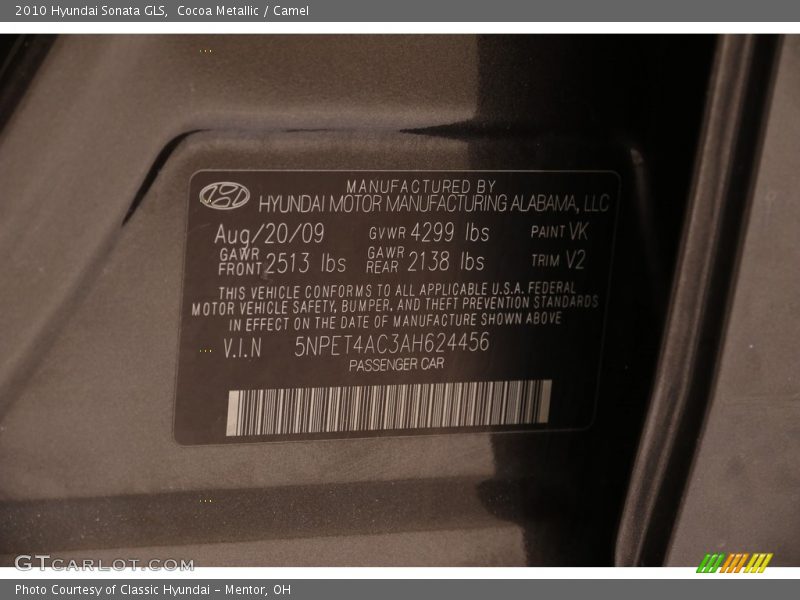 2010 Hyundai Sonata GLS,  Cocoa Metallic / Camel
MANUFACTURED BY
HYUNDAI MOTOR MANUFACTURING ALABAMA, LLC
Aug/20/09 GVWR 4299 lbs PAINT VK
GAWR FRONT 2513 lbs GAWR REAR 2138 lbs TRIM V2
THIS VEHICLE CONFORMS TO ALL APPLICABLE U.S.A. FEDERAL
MOTOR VEHICLE SAFETY, BUMPER, AND THEFT PREVENTION STANDARDS
IN EFFECT ON THE DATE OF MANUFACTURE SHOWN ABOVE
V.I.N 5NPET4AC3AH624456
PASSENGER CAR
GTCARLOT.COM
Photo Courtesy of Classic Hyundai - Mentor, OH